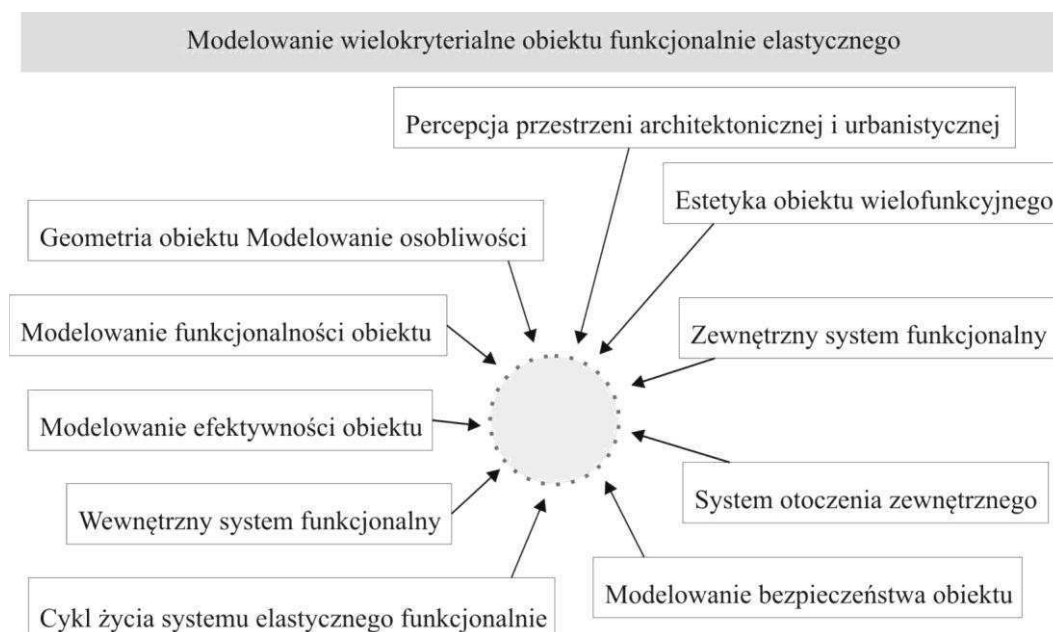 Modelowanie wielokryterialne obiektu funkcjonalnie elastycznego
Percepcja przestrzeni architektonicznej i urbanistycznej
Estetyka obiektu wielofunkcyjnego
Geometria obiektu Modelowanie osobliwości
Modelowanie funkcjonalności obiektu
Zewnętrzny system funkcjonalny
Modelowanie efektywności obiektu
System otoczenia zewnętrznego
Wewnętrzny system funkcjonalny
Modelowanie bezpieczeństwa obiektu
Cykl życia systemu elastycznego funkcjonalnie